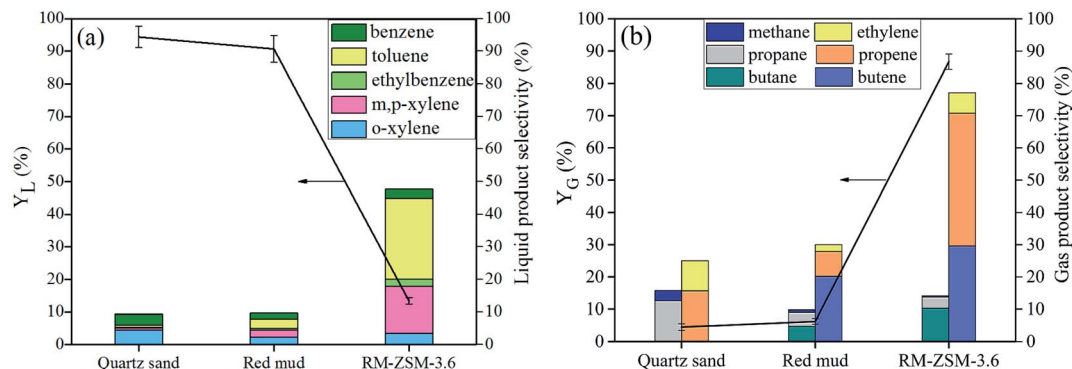 (a)
benzene
toluene
ethylbenzene
m,p-xylene
o-xylene
Y_L (%)
100
90
80
70
60
50
40
30
20
10
0
Liquid product selectivity (%)
100
90
80
70
60
50
40
30
20
10
0
Quartz sand Red mud RM-ZSM-3.6
(b)
methane ethylene
propane propene
butane butene
Y_G (%)
100
90
80
70
60
50
40
30
20
10
0
Gas product selectivity (%)
100
90
80
70
60
50
40
30
20
10
0
Quartz sand Red mud RM-ZSM-3.6